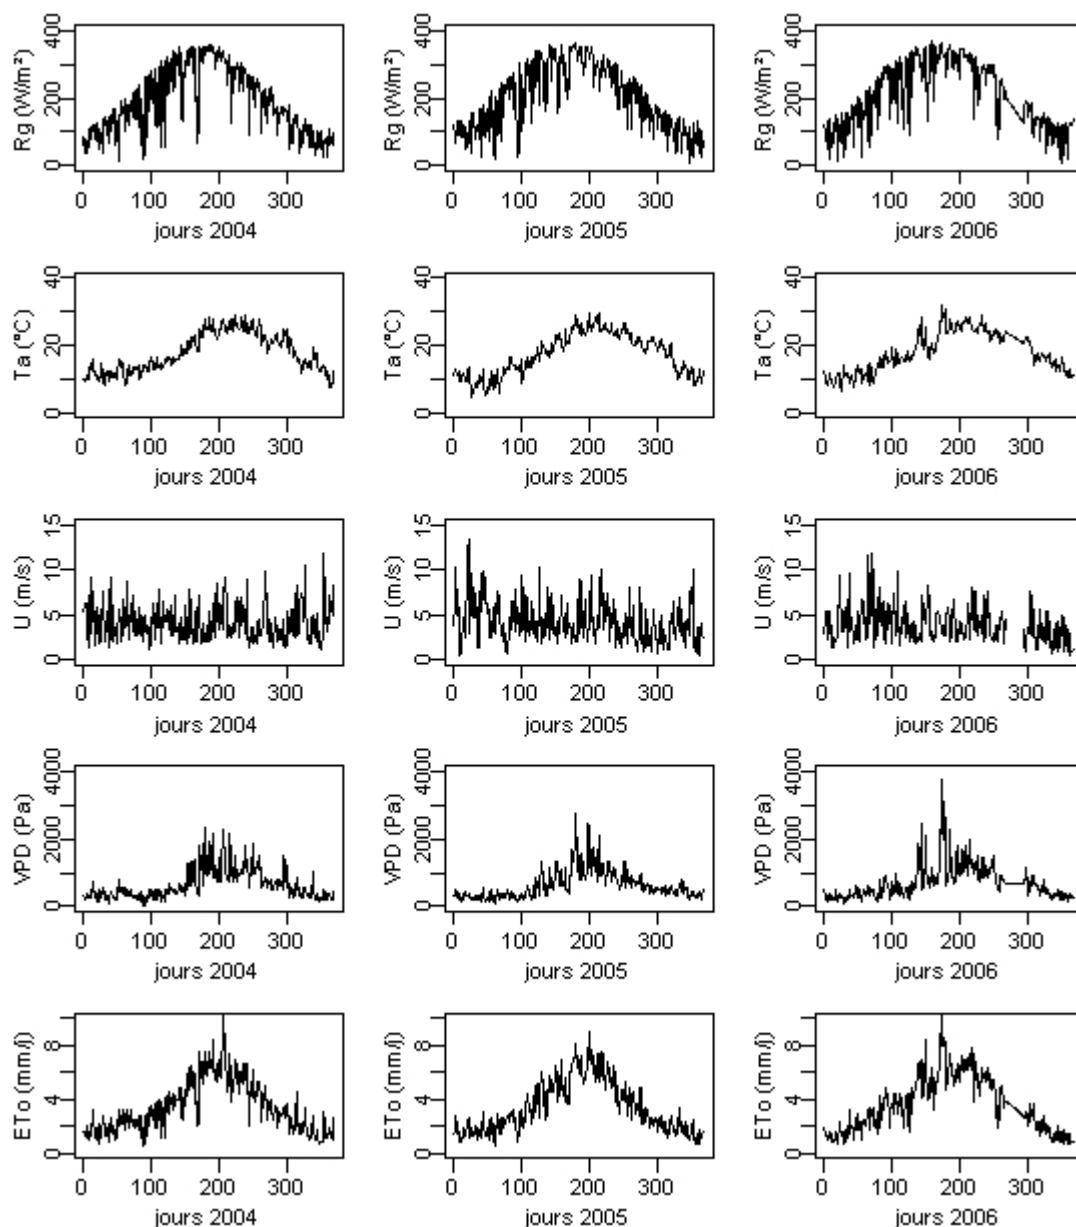 Rg (W/m²)
0 200 400
0 100 200 300
jours 2004
Rg (W/m²)
0 200 400
0 100 200 300
jours 2005
Rg (W/m²)
0 200 400
0 100 200 300
jours 2006
Ta (°C)
0 20 40
0 100 200 300
jours 2004
Ta (°C)
0 20 40
0 100 200 300
jours 2005
Ta (°C)
0 20 40
0 100 200 300
jours 2006
U (m/s)
0 5 10 15
0 100 200 300
jours 2004
U (m/s)
0 5 10 15
0 100 200 300
jours 2005
U (m/s)
0 5 10 15
0 100 200 300
jours 2006
VPD (Pa)
0 2000 4000
0 100 200 300
jours 2004
VPD (Pa)
0 2000 4000
0 100 200 300
jours 2005
VPD (Pa)
0 2000 4000
0 100 200 300
jours 2006
ETo (mm/j)
0 4 8
0 100 200 300
jours 2004
ETo (mm/j)
0 4 8
0 100 200 300
jours 2005
ETo (mm/j)
0 4 8
0 100 200 300
jours 2006